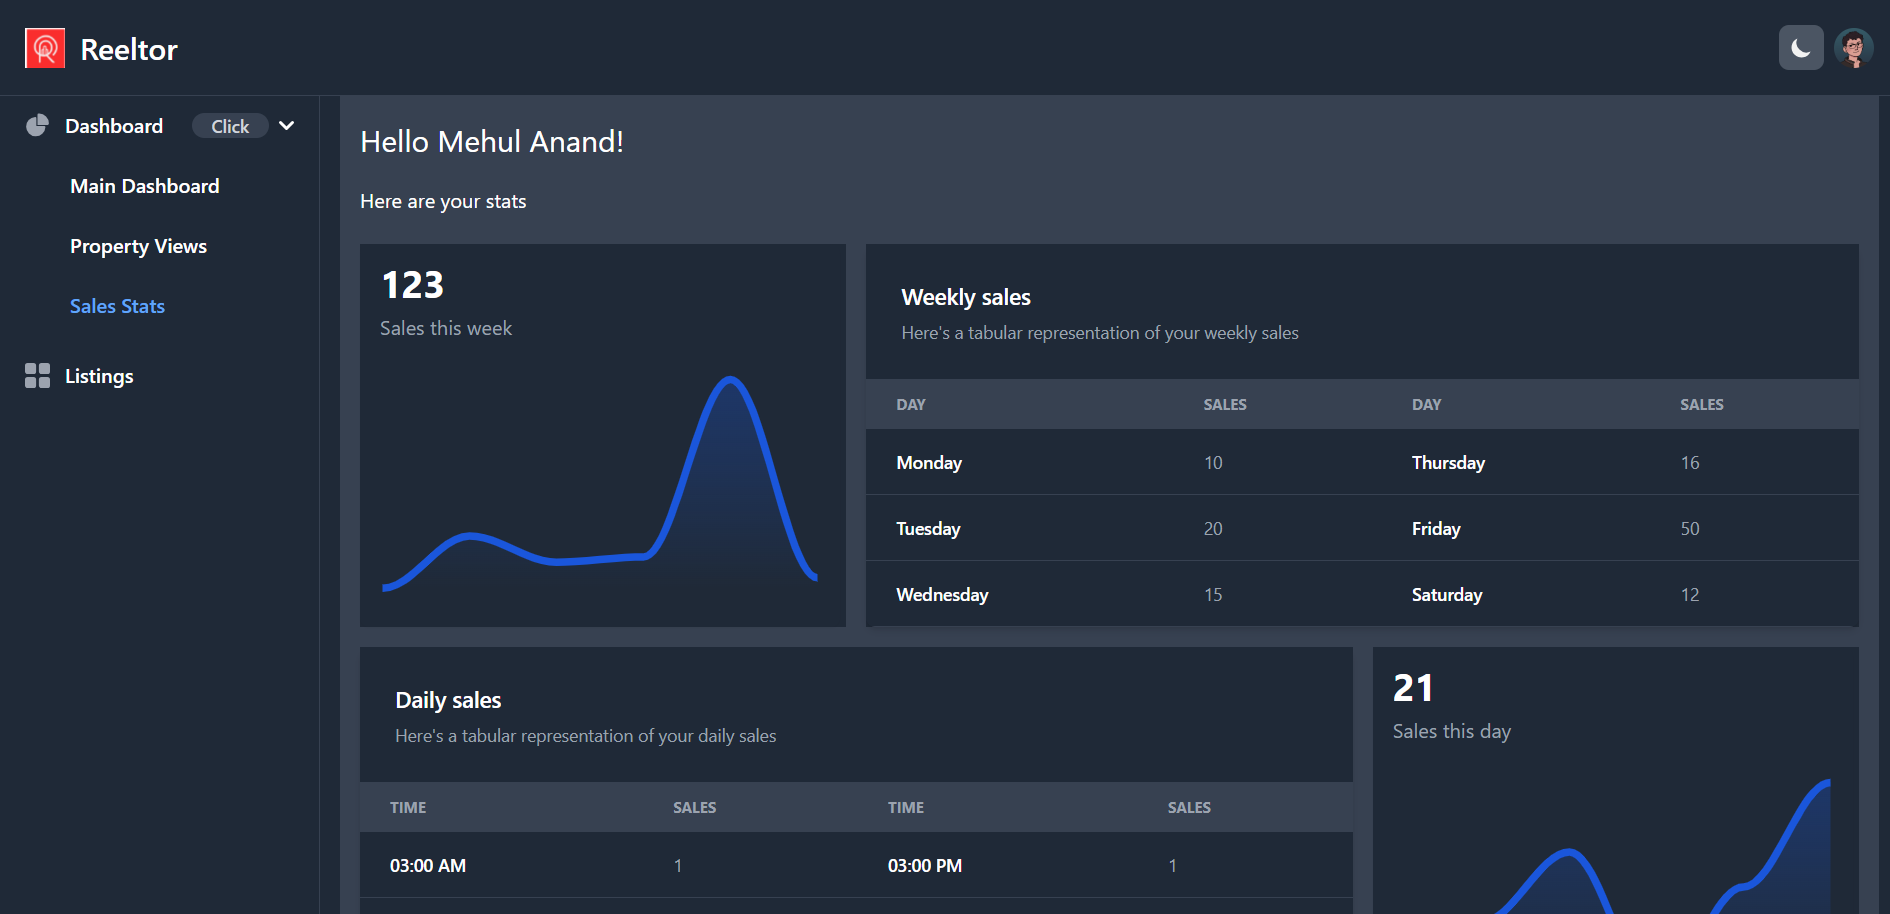 Reeltor
Dashboard Click
Main Dashboard
Property Views
Sales Stats
Listings
Hello Mehul Anand!
Here are your stats
123
Sales this week
Weekly sales
Here's a tabular representation of your weekly sales
DAY SALES DAY SALES
Monday 10 Thursday 16
Tuesday 20 Friday 50
Wednesday 15 Saturday 12
Daily sales
Here's a tabular representation of your daily sales
TIME SALES TIME SALES
03:00 AM 1 03:00 PM 1
21
Sales this day